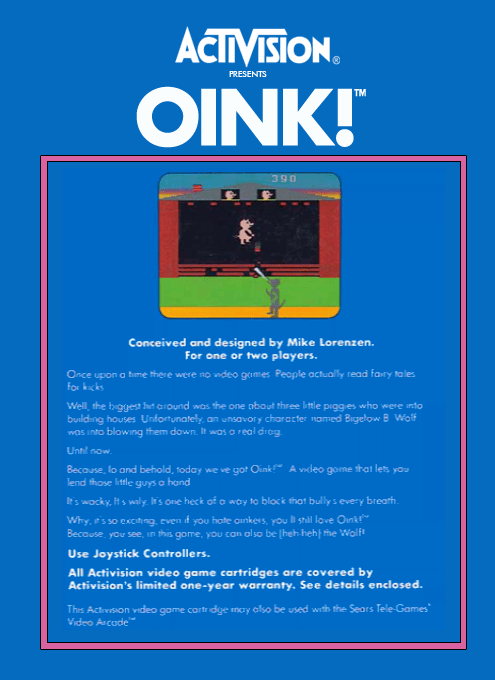 ACTIVISION®
PRESENTS
OINK!™
390
Conceived and designed by Mike Lorenzen.
For one or two players.
Once upon a time there were no video games. People actually read fairy tales
for kicks.
Well, the biggest hit around was the one about three little piggies who were into
building houses. Unfortunately, an unsavory character named Bigelow B. Wolf
was into blowing them down. It was a real drag.
Until now.
Because, lo and behold, today we've got Oink!™ A video game that lets you
lend those little guys a hand.
It's wacky, It's wily. It's one heck of a way to block that bully's every breath.
Why, it's so exciting, even if you hate oinkers, you'll still love Oink!™
Because, you see, in this game, you can also be (heh-heh) the Wolf!
Use Joystick Controllers.
All Activision video game cartridges are covered by
Activision's limited one-year warranty. See details enclosed.
This Activision video game cartridge may also be used with the Sears Tele-Games®
Video Arcade™